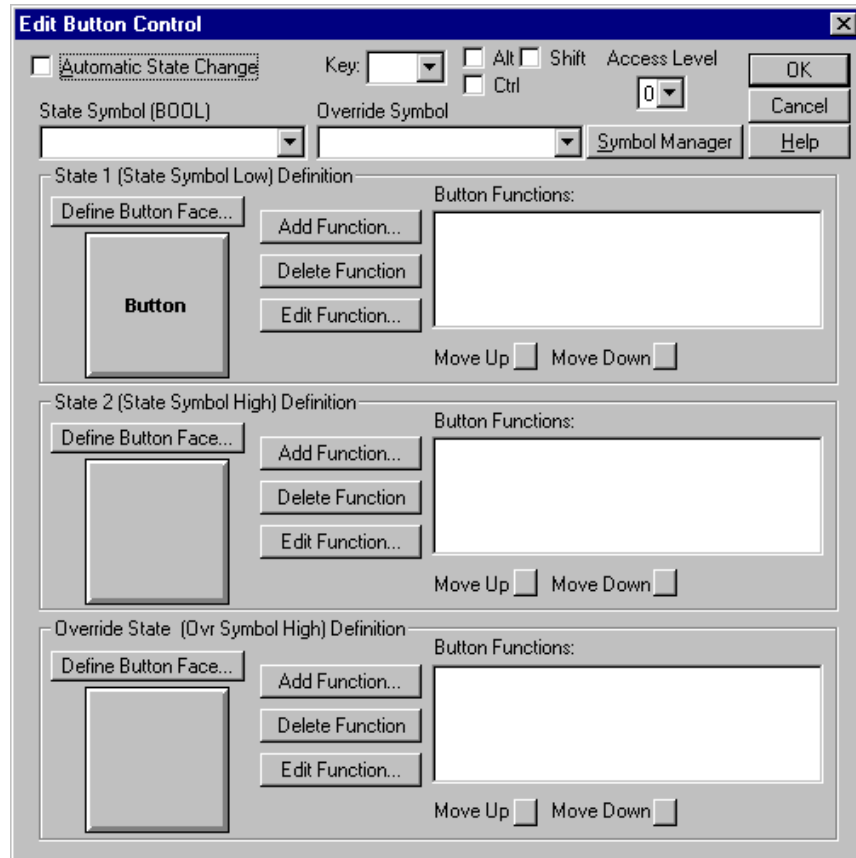 Edit Button Control
Automatic State Change
Key:
Alt
Shift
Ctrl
Access Level
0
OK
Cancel
Help
State Symbol (BOOL)
Override Symbol
Symbol Manager
State 1 (State Symbol Low) Definition
Define Button Face...
Button
Add Function...
Delete Function
Edit Function...
Button Functions:
Move Up
Move Down
State 2 (State Symbol High) Definition
Define Button Face...
Add Function...
Delete Function
Edit Function...
Button Functions:
Move Up
Move Down
Override State  (Ovr Symbol High) Definition
Define Button Face...
Add Function...
Delete Function
Edit Function...
Button Functions:
Move Up
Move Down